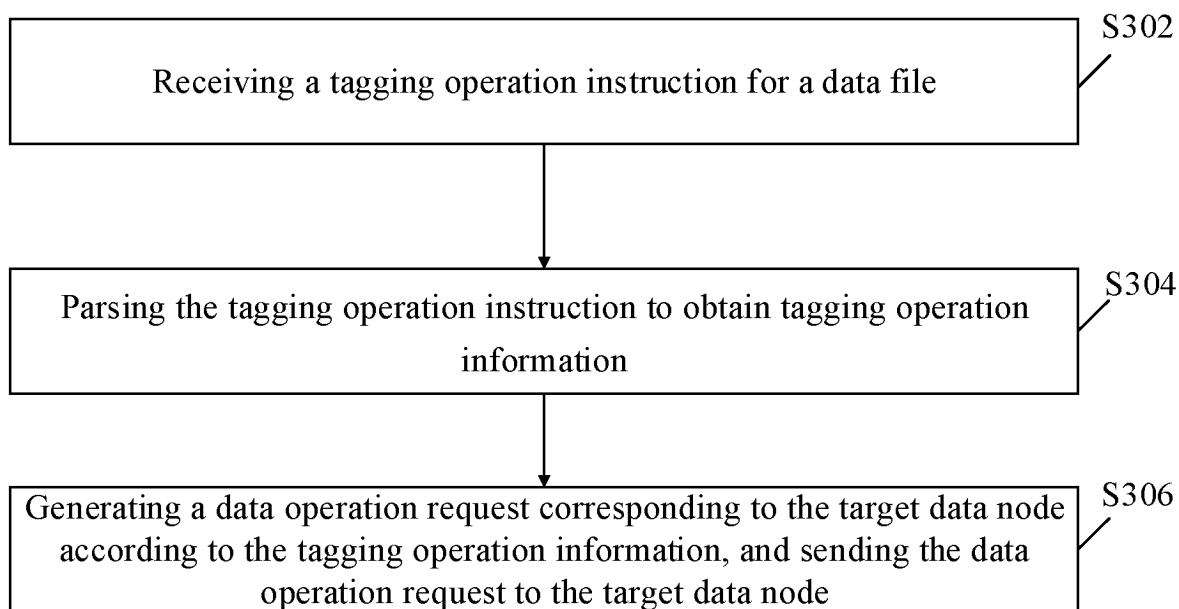 S302
Receiving a tagging operation instruction for a data file
S304
Parsing the tagging operation instruction to obtain tagging operation
information
S306
Generating a data operation request corresponding to the target data node
according to the tagging operation information, and sending the data
operation request to the target data node